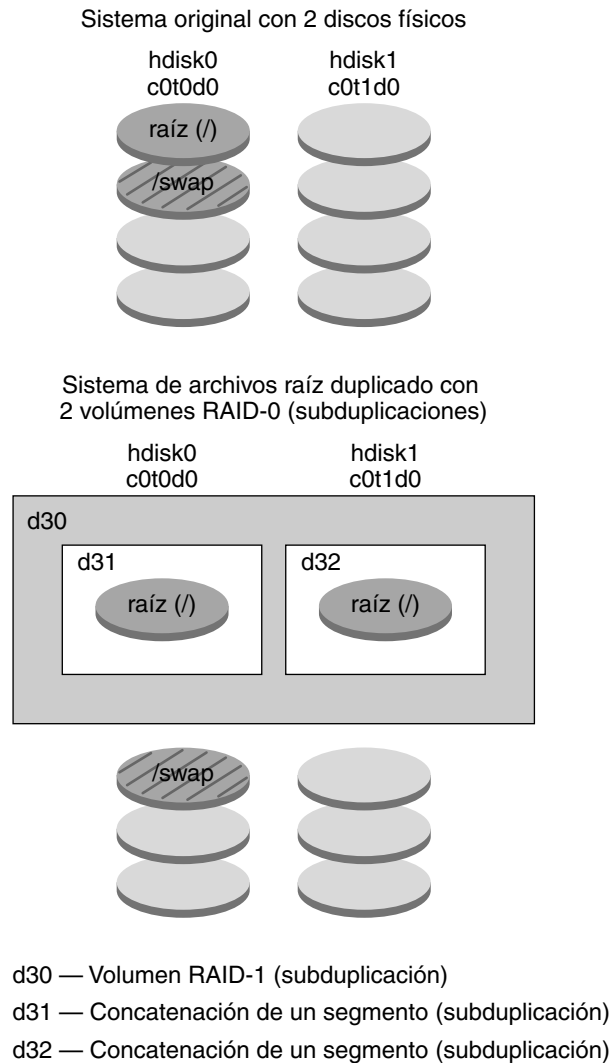 Sistema original con 2 discos físicos
hdisk0
c0t0d0
hdisk1
c0t1d0
raíz (/)
/swap
Sistema de archivos raíz duplicado con
2 volúmenes RAID-0 (subduplicaciones)
hdisk0
c0t0d0
hdisk1
c0t1d0
d30
d31
d32
raíz (/)
raíz (/)
/swap
d30 — Volumen RAID-1 (subduplicación)
d31 — Concatenación de un segmento (subduplicación)
d32 — Concatenación de un segmento (subduplicación)